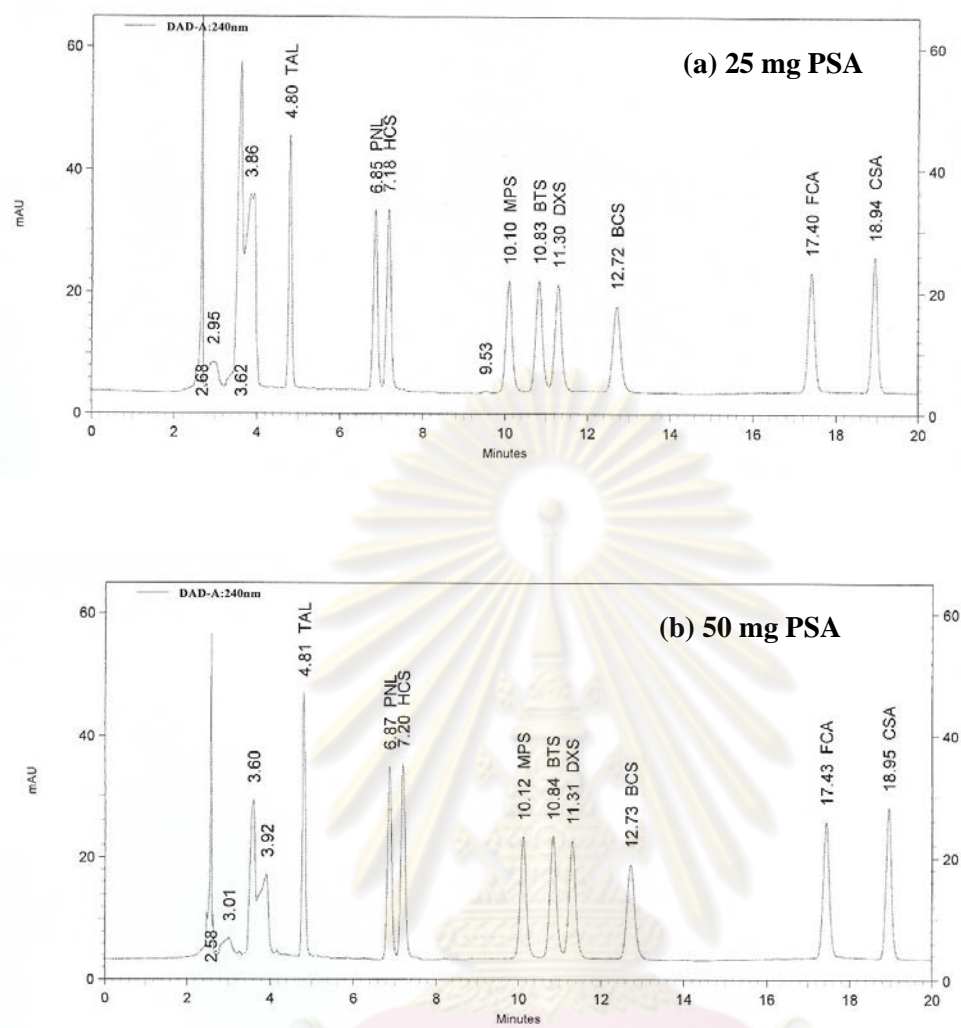 DAD-A:240nm
(a) 25 mg PSA
60
40
20
0
mAU
60
40
20
0
2.68
2.95
3.62
3.86
4.80 TAL
6.85 PNL
7.18 HCS
9.53
10.10 MPS
10.83 BTS
11.30 DXS
12.72 BCS
17.40 FCA
18.94 CSA
0 2 4 6 8 10 12 14 16 18 20
Minutes
DAD-A:240nm
(b) 50 mg PSA
60
40
20
0
mAU
60
40
20
0
2.58
3.01
3.60
3.92
4.81 TAL
6.87 PNL
7.20 HCS
10.12 MPS
10.84 BTS
11.31 DXS
12.73 BCS
17.43 FCA
18.95 CSA
0 2 4 6 8 10 12 14 16 18 20
Minutes